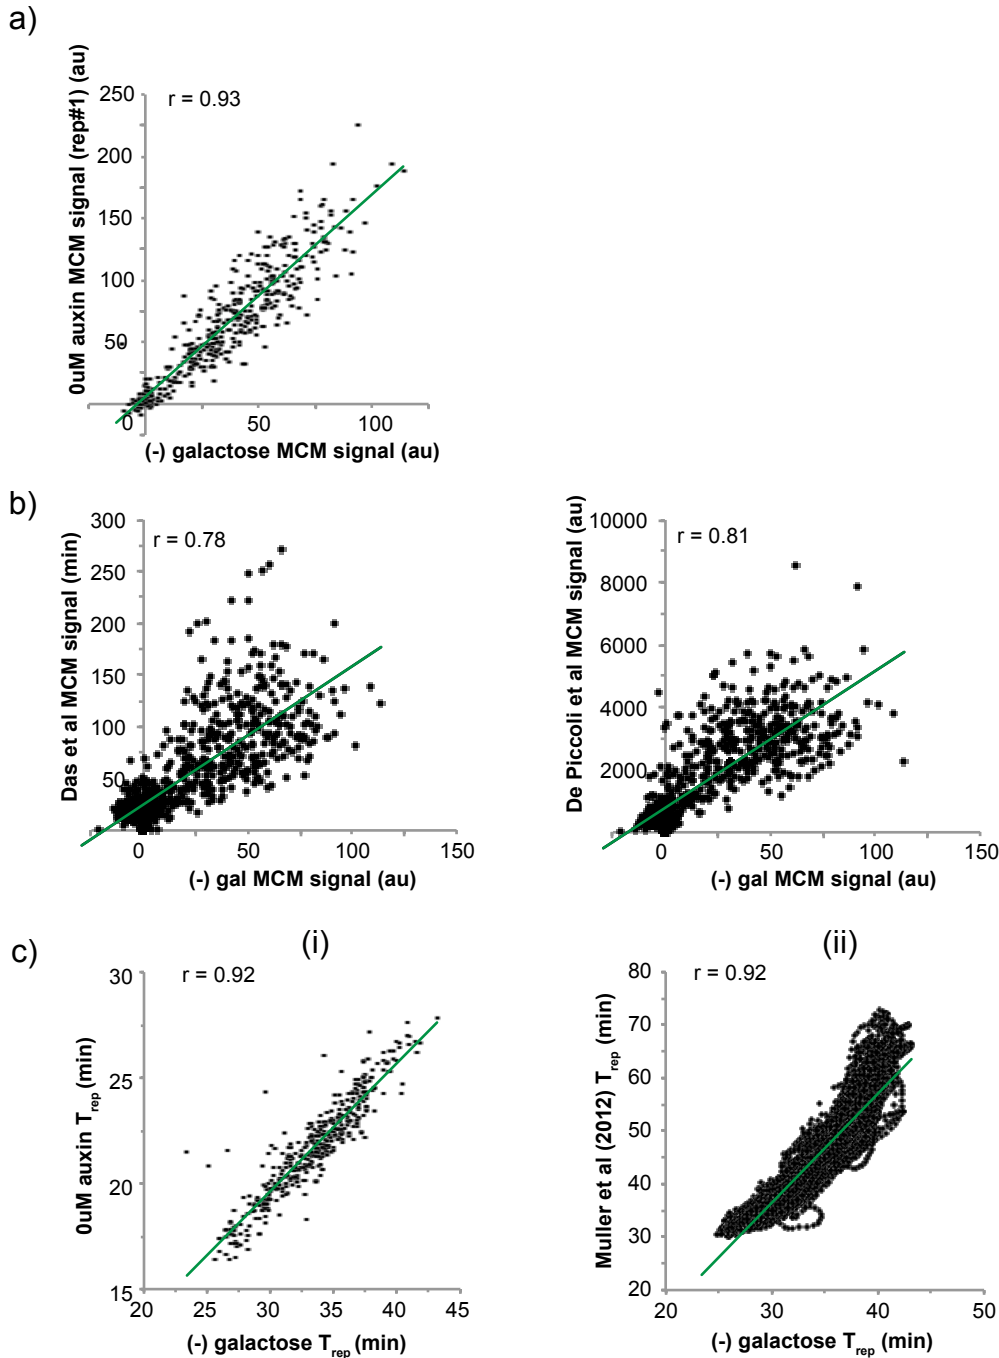 a)
0uM auxin MCM signal (rep#1) (au)
r = 0.93
250
200
150
100
50
0
50
100
(-) galactose MCM signal (au)
b)
Das et al MCM signal (min)
r = 0.78
300
250
200
150
100
50
0
50
100
150
(-) gal MCM signal (au)
De Piccoli et al MCM signal (au)
r = 0.81
10000
8000
6000
4000
2000
0
50
100
150
(-) gal MCM signal (au)
c)
(i)
0uM auxin Trep (min)
r = 0.92
30
25
20
15
20
25
30
35
40
45
(-) galactose Trep (min)
(ii)
Muller et al (2012) Trep (min)
r = 0.92
80
70
60
50
40
30
20
20
30
40
50
(-) galactose Trep (min)